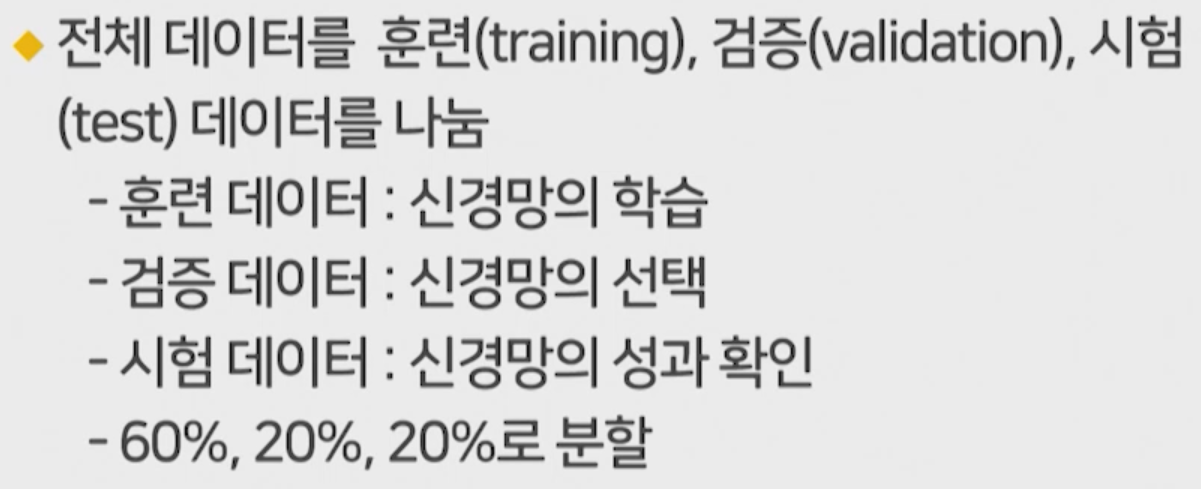 ◆ 전체 데이터를 훈련(training), 검증(validation), 시험
(test) 데이터를 나눔
- 훈련 데이터 : 신경망의 학습
- 검증 데이터 : 신경망의 선택
- 시험 데이터 : 신경망의 성과 확인
- 60%, 20%, 20%로 분할